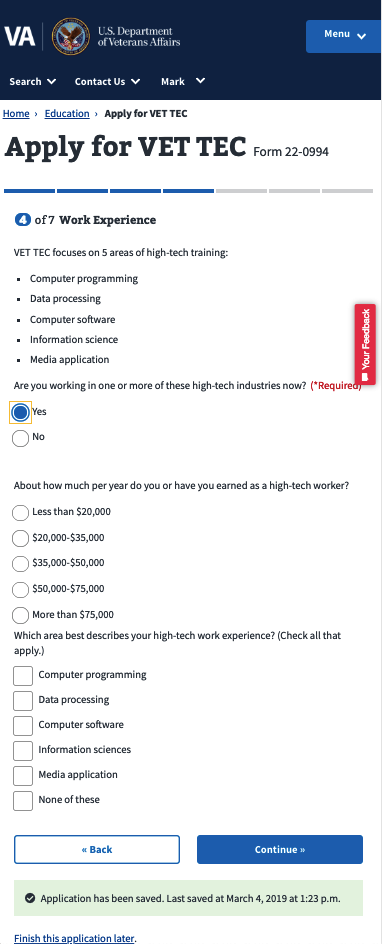 VA
U.S. Department
of Veterans Affairs
Menu
Search
Contact Us
Mark
Home › Education › Apply for VET TEC
Apply for VET TEC Form 22-0994
4 of 7 Work Experience
VET TEC focuses on 5 areas of high-tech training:
Computer programming
Data processing
Computer software
Information science
Media application
Your Feedback
Are you working in one or more of these high-tech industries now? (*Required)
Yes
No
About how much per year do you or have you earned as a high-tech worker?
Less than $20,000
$20,000-$35,000
$35,000-$50,000
$50,000-$75,000
More than $75,000
Which area best describes your high-tech work experience? (Check all that
apply.)
Computer programming
Data processing
Computer software
Information sciences
Media application
None of these
« Back
Continue »
Application has been saved. Last saved at March 4, 2019 at 1:23 p.m.
Finish this application later.